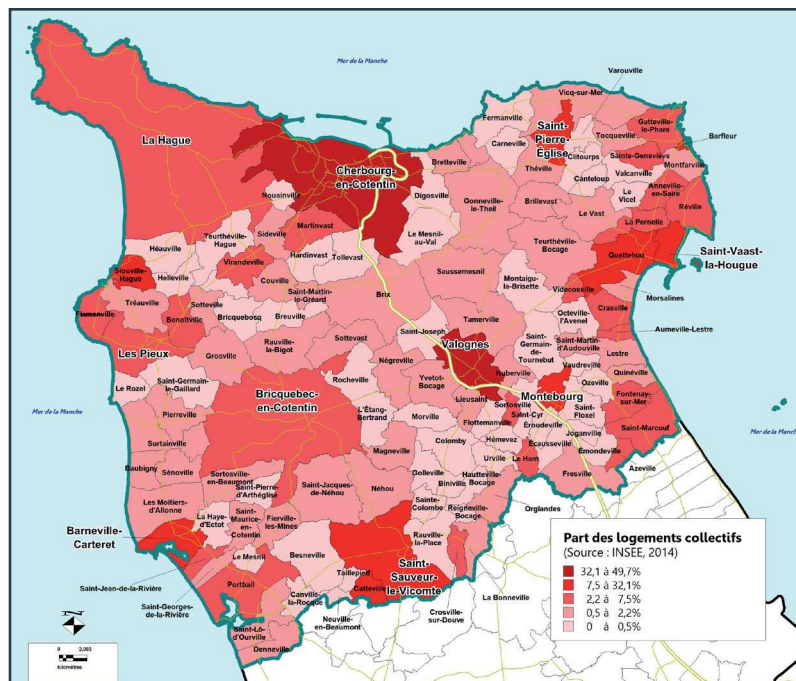 Mer de la Manche
Varouville
Vicq-sur-Mer
Fermanville
Saint-
Pierre-
Église
Gatteville-
le-Phare
Tocqueville
Barfleur
Carneville
Clitourps
Sainte-Geneviève
La Hague
Cherbourg-
en-Cotentin
Bretteville
Théville
Valcanville
Montfarville
Canteloup
Anneville-
en-Saire
Le
Vicel
Digosville
Gonneville-
le-Theil
Brillevast
Nouainville
Le Vast
Réville
La Pernelle
Martinvast
Sideville
Teurthéville-
Hague
Le Mesnil-
au-Val
Teurthéville-
Bocage
Héauville
Hardinvast
Tollevast
Quettehou
Saint-Vaast-
la-Hougue
Virandeville
Siouville-
Hague
Helleville
Couville
Saussemesnil
Montaigu-
la-Brisette
Videcosville
Saint-Martin-
le-Gréard
Brix
Morsalines
Tréauville
Sotteville
Octeville-
l'Avenel
Crasville
Flamanville
Benoîtville
Bricquebosq
Breuville
Tamerville
Saint-Joseph
Aumeville-Lestre
Saint-
Germain-
de-
Tournebut
Saint-Martin-
d'Audouville
Lestre
Sottevast
Valognes
Les Pieux
Rauville-
la-Bigot
Grosville
Négreville
Vaudreville
Huberville
Quinéville
Yvetot-
Bocage
Ozeville
Rocheville
Saint-Germain-
le-Gaillard
Le Rozel
Montebourg
Fontenay-
sur-Mer
Lieusaint
Bricquebec-
en-Cotentin
Sortosville
Saint-
Floxel
Saint-Cyr
L'Étang-
Bertrand
Mer de la Manche
Pierreville
Morville
Flottemanville
Éroudeville
Saint-Marcouf
Joganville
Hémevez
Mer de la Manche
Colomby
Écausseville
Surtainville
Magneville
Urville
Émondeville
Le Ham
Azeville
Baubigny
Sénoville
Sortosville-
en-Beaumont
Golleville
Hautteville-
Bocage
Fresville
Saint-Pierre-
d'Arthéglise
Saint-Jacques-
de-Néhou
Biniville
Néhou
Les Moitiers-
d'Allonne
Sainte-
Colombe
Reigneville-
Bocage
Orglandes
La Haye-
d'Ectot
Saint-
Maurice-
en-
Cotentin
Fierville-
les-Mines
Barneville-
Carteret
Rauville-
la-Place
Part des logements collectifs
(Source : INSEE, 2014)
32,1 à 49,7%
7,5 à 32,1%
2,2 à 7,5%
0,5 à 2,2%
0 à 0,5%
Le Mesnil
Besneville
Saint-
Sauveur-
le-Vicomte
Taillepied
Saint-Jean-de-la-Rivière
Portbail
Catteville
La Bonneville
Saint-Georges-
de-la-Rivière
Canville-
la-Rocque
Crosville-
sur-Douve
Neuville-
en-Beaumont
Saint-Lô-
d'Ourville
Denneville
0 2,003
kilomètres